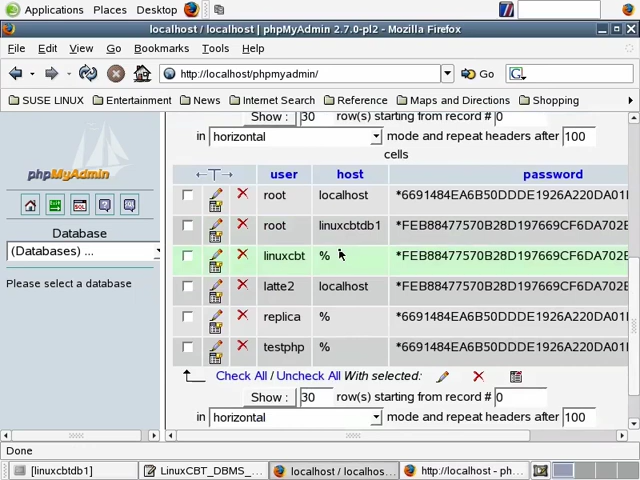 Applications Places Desktop
localhost / localhost | phpMyAdmin 2.7.0-pl2 - Mozilla Firefox
File Edit View Go Bookmarks Tools Help
http://localhost/phpmyadmin/ Go G
SUSE LINUX Entertainment News Internet Search Reference Maps and Directions Shopping
phpMyAdmin
Database
(Databases) ...
Please select a database
Show : 30 row(s) starting from record # 0
in horizontal mode and repeat headers after 100
cells
←T→ user host password
root localhost *6691484EA6B50DDDE1926A220DA01
root linuxcbtdb1 *FEB88477570B28D197669CF6DA702E
linuxcbt % *FEB88477570B28D197669CF6DA702E
latte2 localhost *FEB88477570B28D197669CF6DA702E
replica % *6691484EA6B50DDDE1926A220DA01
testphp % *6691484EA6B50DDDE1926A220DA01
Check All / Uncheck All With selected:
Show : 30 row(s) starting from record # 0
in horizontal mode and repeat headers after 100
Done
[linuxcbtdb1] LinuxCBT_DBMS_... localhost / localhos... http://localhost - ph...